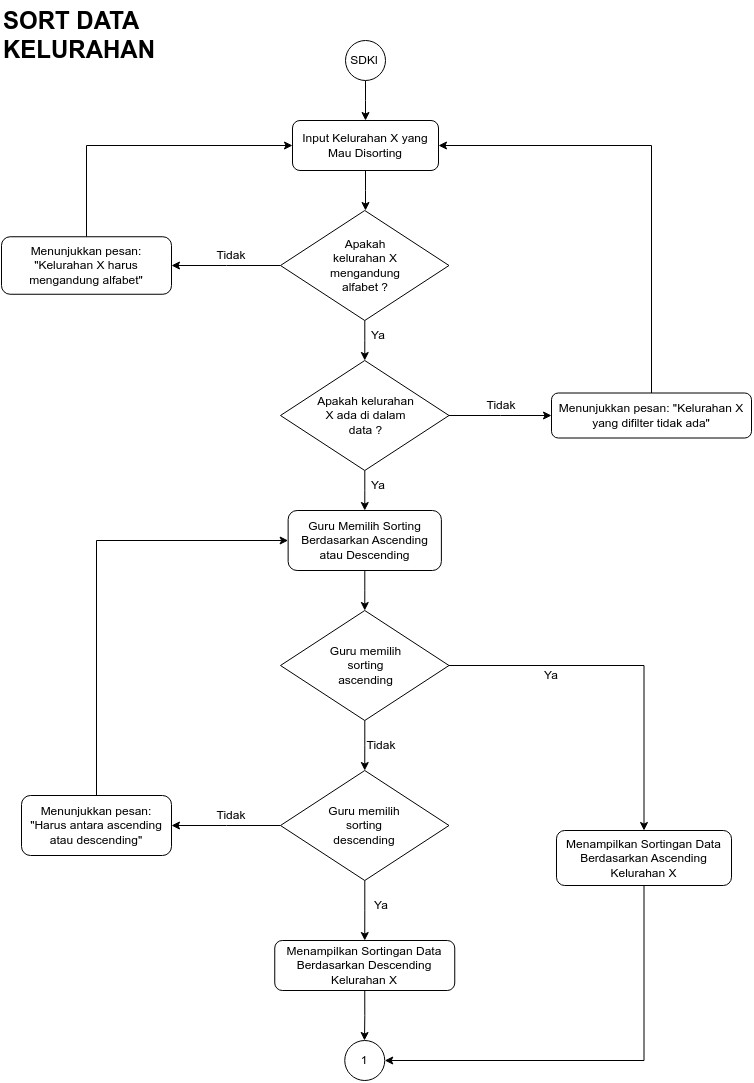 SORT DATA
KELURAHAN
SDKl
Input Kelurahan X yang
Mau Disorting
Apakah
kelurahan X
mengandung
alfabet ?
Tidak
Menunjukkan pesan:
"Kelurahan X harus
mengandung alfabet"
Ya
Apakah kelurahan
X ada di dalam
data ?
Tidak
Menunjukkan pesan: "Kelurahan X
yang difilter tidak ada"
Ya
Guru Memilih Sorting
Berdasarkan Ascending
atau Descending
Guru memilih
sorting
ascending
Ya
Tidak
Guru memilih
sorting
descending
Tidak
Menunjukkan pesan:
"Harus antara ascending
atau descending"
Menampilkan Sortingan Data
Berdasarkan Ascending
Kelurahan X
Ya
Menampilkan Sortingan Data
Berdasarkan Descending
Kelurahan X
1